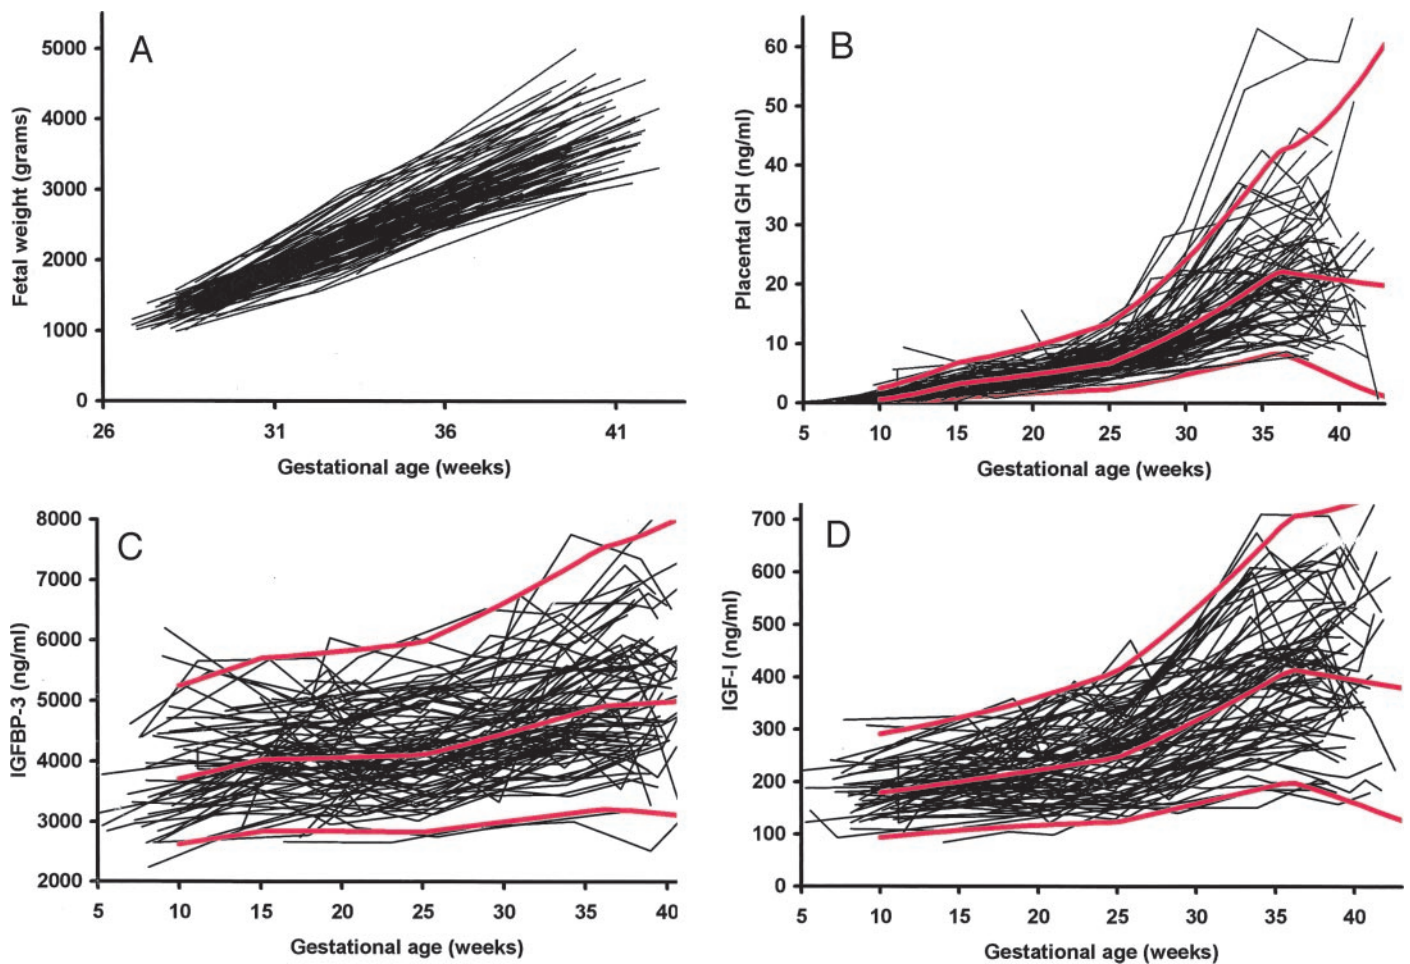 A
Fetal weight (grams)
5000
4000
3000
2000
1000
0
26 31 36 41
Gestational age (weeks)
B
Placental GH (ng/ml)
60
50
40
30
20
10
0
5 10 15 20 25 30 35 40
Gestational age (weeks)
C
IGFBP-3 (ng/ml)
8000
7000
6000
5000
4000
3000
2000
5 10 15 20 25 30 35 40
Gestational age (weeks)
D
IGF-I (ng/ml)
700
600
500
400
300
200
100
0
5 10 15 20 25 30 35 40
Gestational age (weeks)